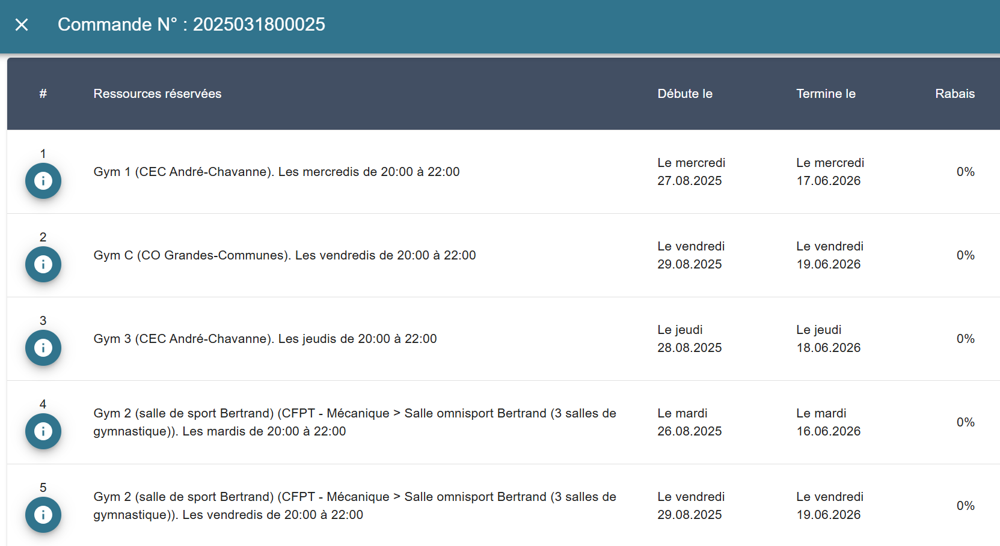 Commande N° : 2025031800025
# Ressources réservées Débute le Termine le Rabais
1
Gym 1 (CEC André-Chavanne). Les mercredis de 20:00 à 22:00
Le mercredi
27.08.2025
Le mercredi
17.06.2026
0%
2
Gym C (CO Grandes-Communes). Les vendredis de 20:00 à 22:00
Le vendredi
29.08.2025
Le vendredi
19.06.2026
0%
3
Gym 3 (CEC André-Chavanne). Les jeudis de 20:00 à 22:00
Le jeudi
28.08.2025
Le jeudi
18.06.2026
0%
4
Gym 2 (salle de sport Bertrand) (CFPT - Mécanique > Salle omnisport Bertrand (3 salles de
gymnastique)). Les mardis de 20:00 à 22:00
Le mardi
26.08.2025
Le mardi
16.06.2026
0%
5
Gym 2 (salle de sport Bertrand) (CFPT - Mécanique > Salle omnisport Bertrand (3 salles de
gymnastique)). Les vendredis de 20:00 à 22:00
Le vendredi
29.08.2025
Le vendredi
19.06.2026
0%